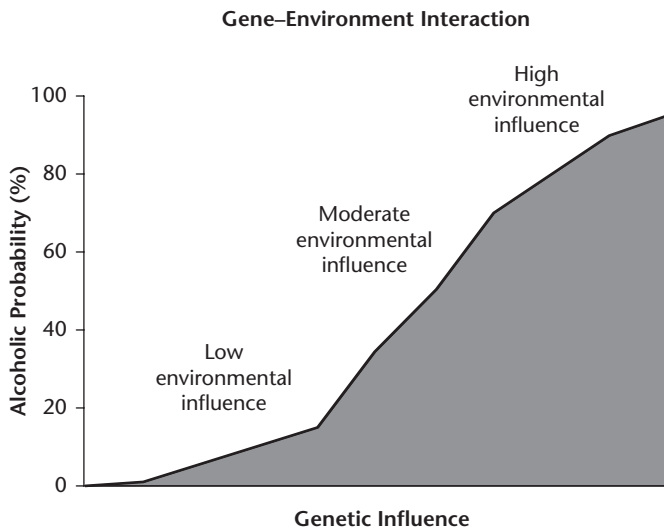 Gene–Environment Interaction
High
environmental
influence
100
80
Moderate
environmental
influence
60
Alcoholic Probability (%)
40
Low
environmental
influence
20
0
Genetic Influence